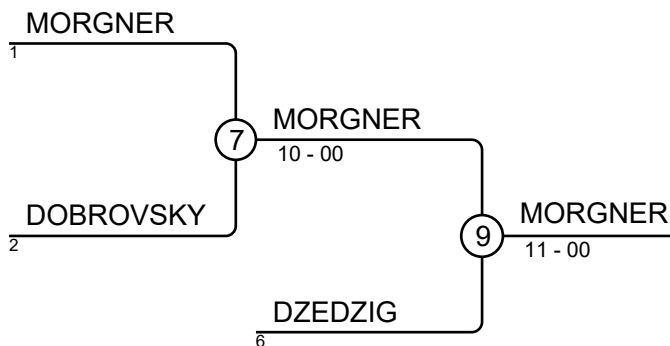 MORGNER
1
7
MORGNER
10 - 00
DOBROVSKY
2
9
MORGNER
11 - 00
DZEDZIG
6